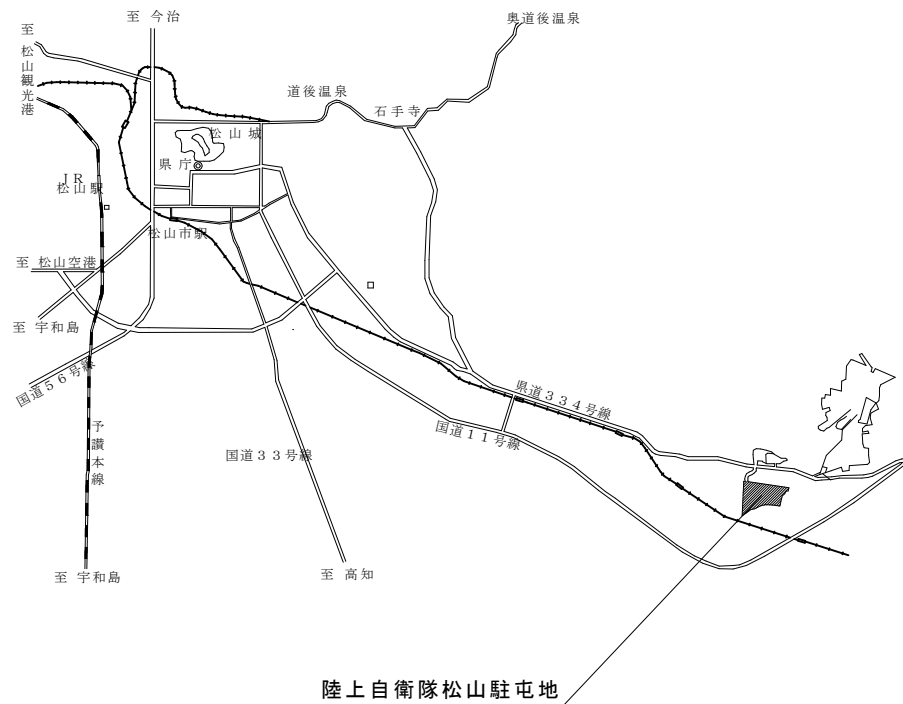 至 今治
奥道後温泉
至 松山観光港
道後温泉
石手寺
松山城
県庁
JR
松山駅
松山市駅
至 松山空港
至 宇和島
国道５６号線
県道３３４号線
国道１１号線
予讃本線
国道３３号線
至 宇和島
至 高知
陸上自衛隊松山駐屯地